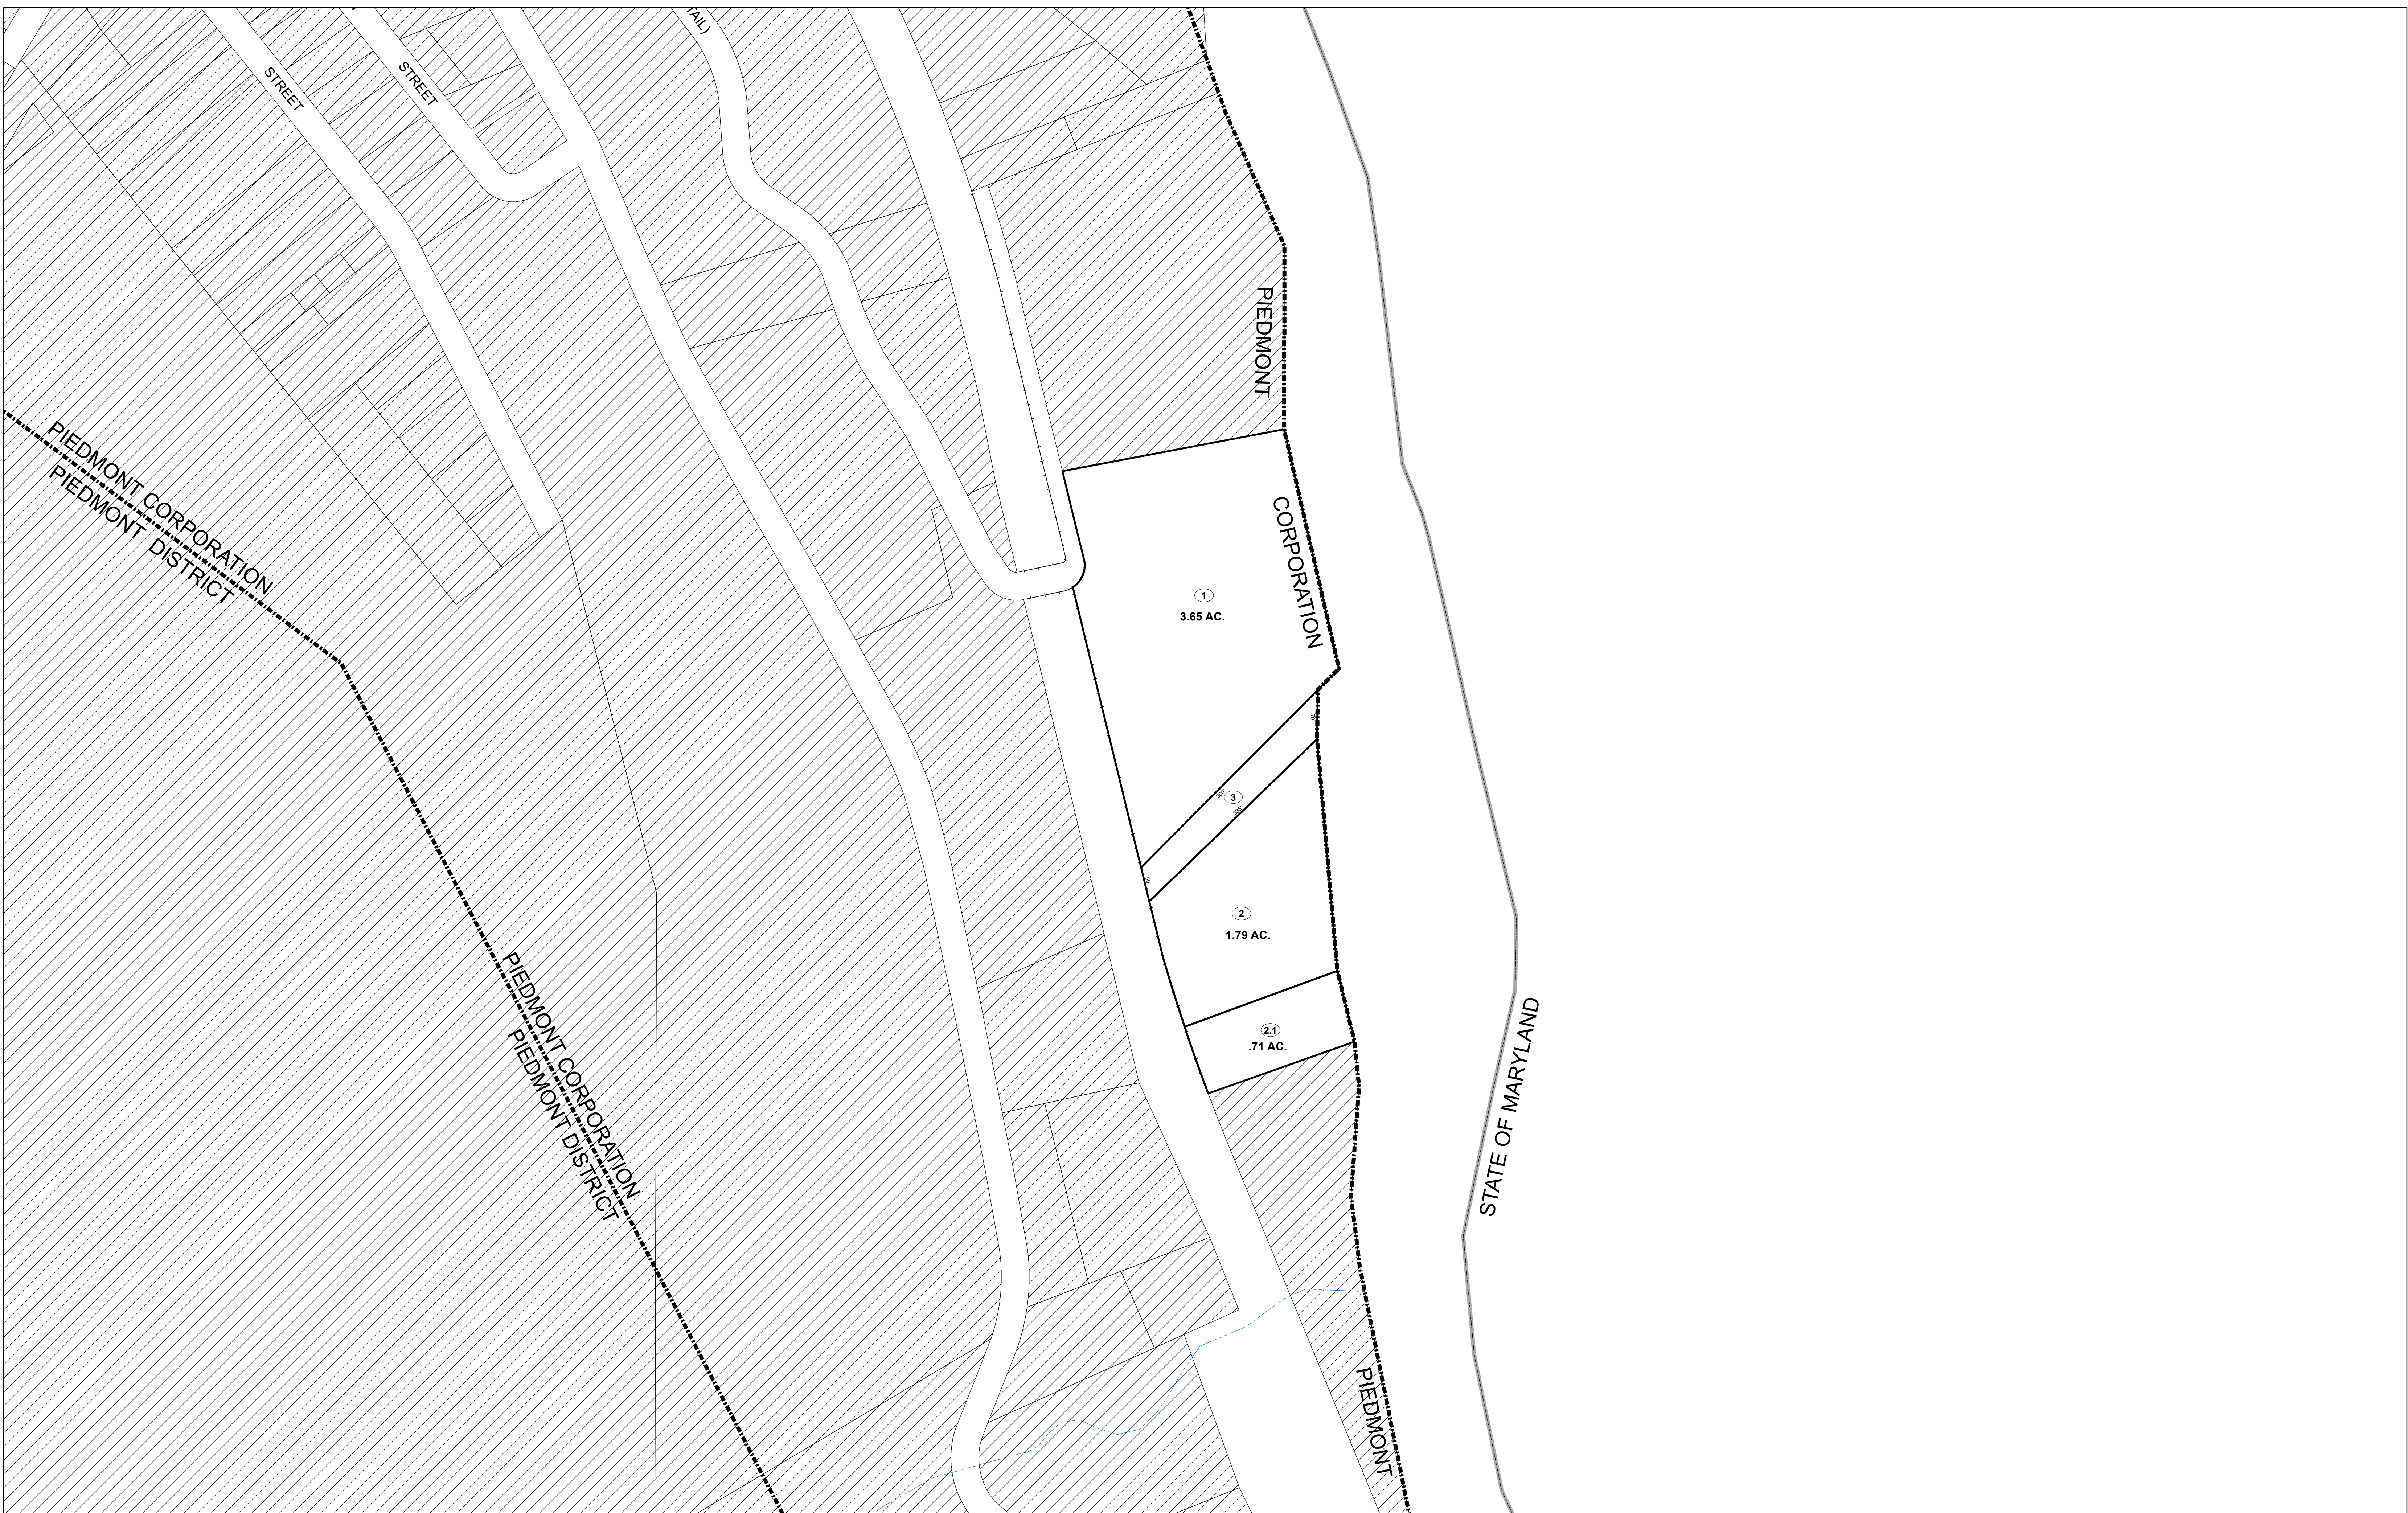 TAIL)
STREET
STREET
PIEDMONT
PIEDMONT CORPORATION
PIEDMONT DISTRICT
CORPORATION
1
3.65 AC.
3
2
1.79 AC.
PIEDMONT CORPORATION
PIEDMONT DISTRICT
2.1
.71 AC.
STATE OF MARYLAND
PIEDMONT